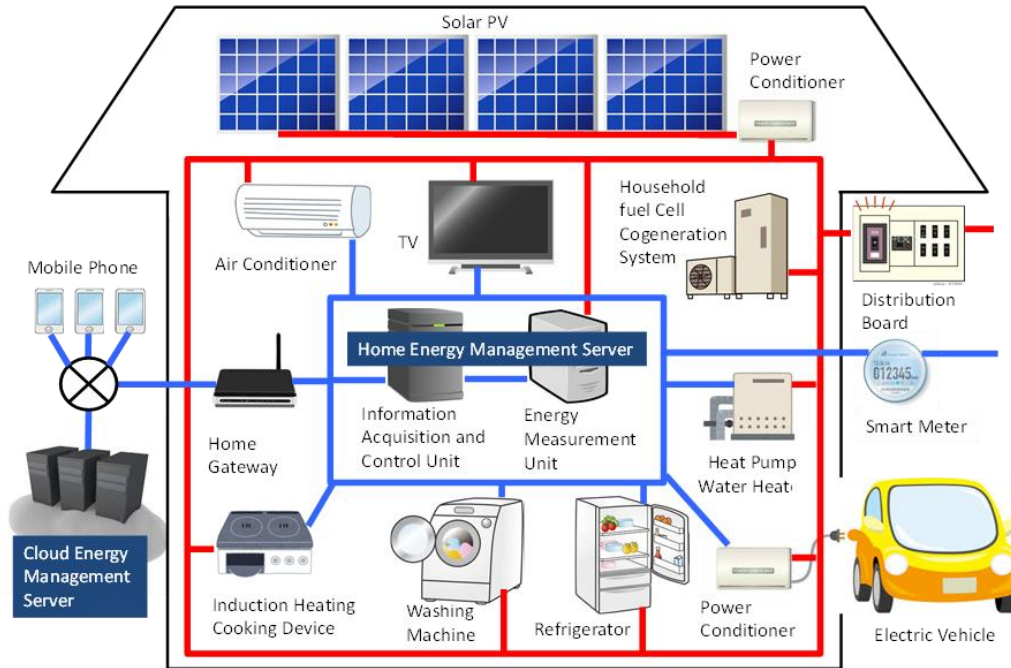 Solar PV
Power
Conditioner
Air Conditioner
TV
Household
fuel Cell
Cogeneration
System
Mobile Phone
Distribution
Board
Home Energy Management Server
012345
Information
Acquisition and
Control Unit
Energy
Measurement
Unit
Home
Gateway
Heat Pump
Water Heate
Smart Meter
Cloud Energy
Management
Server
Induction Heating
Cooking Device
Washing
Machine
Refrigerator
Power
Conditioner
Electric Vehicle